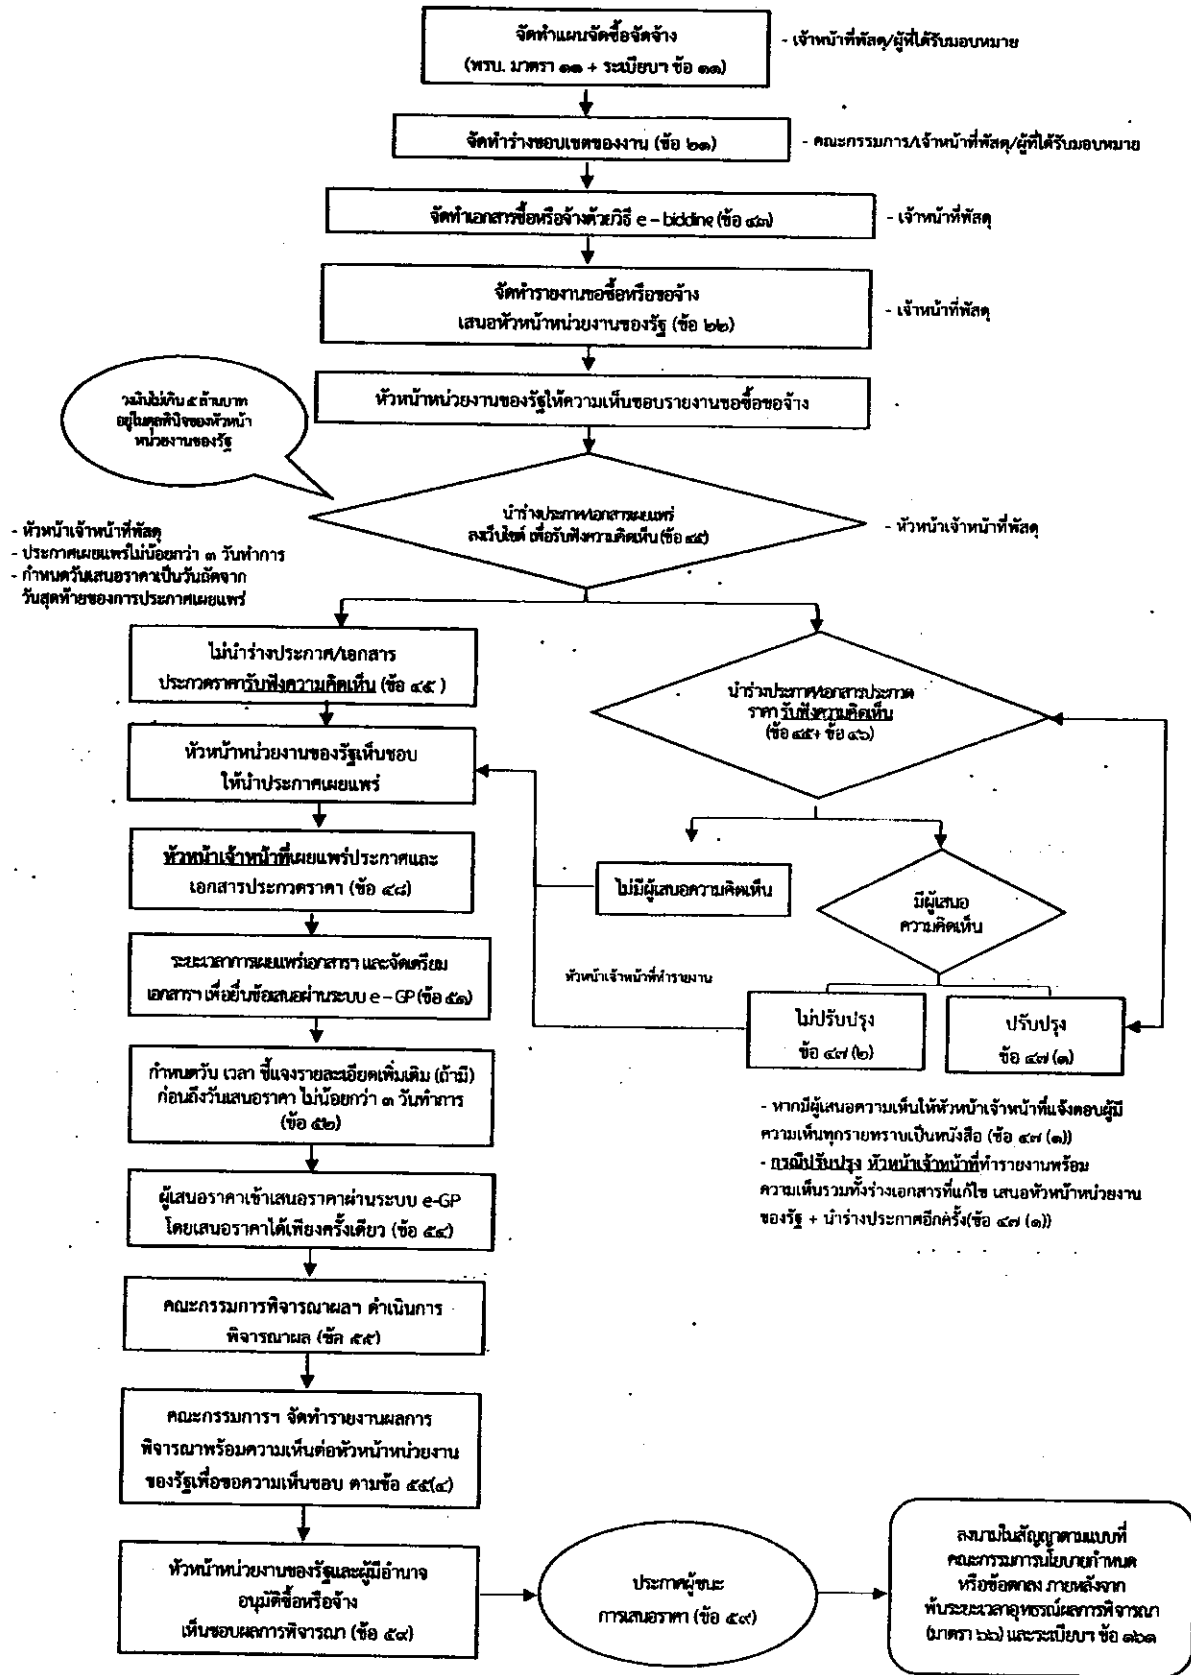 จัดทำแผนจัดซื้อจัดจ้าง
(พรบ. มาตรา ๑๑ + ระเบียบฯ ข้อ ๑๑)
- เจ้าหน้าที่พัสดุ/ผู้ที่ได้รับมอบหมาย
จัดทำร่างขอบเขตของงาน (ข้อ ๒๑)
- คณะกรรมการ/เจ้าหน้าที่พัสดุ/ผู้ที่ได้รับมอบหมาย
จัดทำเอกสารซื้อหรือจ้างด้วยวิธี e – bidding (ข้อ ๔๓)
- เจ้าหน้าที่พัสดุ
จัดทำรายงานขอซื้อหรือขอจ้าง
เสนอหัวหน้าหน่วยงานของรัฐ (ข้อ ๒๒)
- เจ้าหน้าที่พัสดุ
หัวหน้าหน่วยงานของรัฐให้ความเห็นชอบรายงานขอซื้อขอจ้าง
วงเงินไม่เกิน ๕ ล้านบาท
อยู่ในดุลพินิจของหัวหน้า
หน่วยงานของรัฐ
นำร่างประกาศ/เอกสารเผยแพร่
ลงเว็บไซต์ เพื่อรับฟังความคิดเห็น (ข้อ ๔๕)
- หัวหน้าเจ้าหน้าที่พัสดุ
- หัวหน้าเจ้าหน้าที่พัสดุ
- ประกาศเผยแพร่ไม่น้อยกว่า ๓ วันทำการ
- กำหนดวันเสนอราคาเป็นวันถัดจาก
วันสุดท้ายของการประกาศเผยแพร่
ไม่นำร่างประกาศ/เอกสาร
ประกวดราคารับฟังความคิดเห็น (ข้อ ๔๕ )
นำร่างประกาศ/เอกสารประกวด
ราคา รับฟังความคิดเห็น
(ข้อ ๔๕+ ข้อ ๔๖)
หัวหน้าหน่วยงานของรัฐเห็นชอบ
ให้นำประกาศเผยแพร่
หัวหน้าเจ้าหน้าที่เผยแพร่ประกาศและ
เอกสารประกวดราคา (ข้อ ๔๘)
ไม่มีผู้เสนอความคิดเห็น
มีผู้เสนอ
ความคิดเห็น
ระยะเวลาการเผยแพร่เอกสารฯ และจัดเตรียม
เอกสารฯ เพื่อยื่นข้อเสนอผ่านระบบ e – GP (ข้อ ๕๑)
หัวหน้าเจ้าหน้าที่ทำรายงาน
ไม่ปรับปรุง
ข้อ ๔๗ (๒)
ปรับปรุง
ข้อ ๔๗ (๑)
กำหนดวัน เวลา ชี้แจงรายละเอียดเพิ่มเติม (ถ้ามี)
ก่อนถึงวันเสนอราคา ไม่น้อยกว่า ๓ วันทำการ
(ข้อ ๕๒)
- หากมีผู้เสนอความเห็นให้หัวหน้าเจ้าหน้าที่แจ้งตอบผู้มี
ความเห็นทุกรายทราบเป็นหนังสือ (ข้อ ๔๗ (๑))
- กรณีปรับปรุง หัวหน้าเจ้าหน้าที่ทำรายงานพร้อม
ความเห็นรวมทั้งร่างเอกสารที่แก้ไข เสนอหัวหน้าหน่วยงาน
ของรัฐ + นำร่างประกาศอีกครั้ง(ข้อ ๔๗ (๑))
ผู้เสนอราคาเข้าเสนอราคาผ่านระบบ e-GP
โดยเสนอราคาได้เพียงครั้งเดียว (ข้อ ๕๔)
คณะกรรมการพิจารณาผลฯ ดำเนินการ
พิจารณาผล (ข้อ ๕๕)
คณะกรรมการฯ จัดทำรายงานผลการ
พิจารณาพร้อมความเห็นต่อหัวหน้าหน่วยงาน
ของรัฐเพื่อขอความเห็นชอบ ตามข้อ ๕๕(๔)
หัวหน้าหน่วยงานของรัฐและผู้มีอำนาจ
อนุมัติซื้อหรือจ้าง
เห็นชอบผลการพิจารณา (ข้อ ๕๙)
ประกาศผู้ชนะ
การเสนอราคา (ข้อ ๕๙)
ลงนามในสัญญาตามแบบที่
คณะกรรมการนโยบายกำหนด
หรือข้อตกลง ภายหลังจาก
พ้นระยะเวลาอุทธรณ์ผลการพิจารณา
(มาตรา ๖๖) และระเบียบฯ ข้อ ๑๖๑